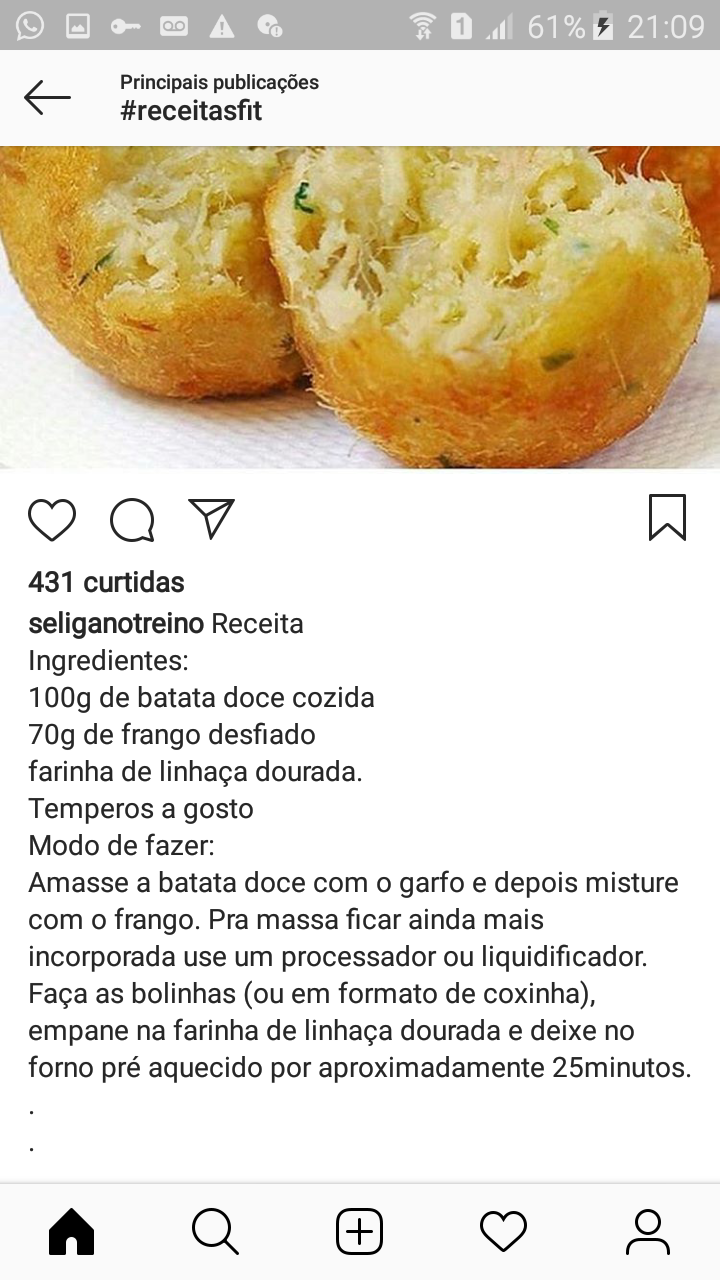 1 61% 21:09
Principais publicações
#receitasfit
431 curtidas
seliganotreino Receita
Ingredientes:
100g de batata doce cozida
70g de frango desfiado
farinha de linhaça dourada.
Temperos a gosto
Modo de fazer:
Amasse a batata doce com o garfo e depois misture
com o frango. Pra massa ficar ainda mais
incorporada use um processador ou liquidificador.
Faça as bolinhas (ou em formato de coxinha),
empane na farinha de linhaça dourada e deixe no
forno pré aquecido por aproximadamente 25minutos.
.
.